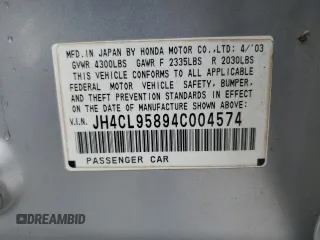 MFD.IN JAPAN BY HONDA MOTOR CO.,LTD: 4/'03
GVWR 4300LBS GAWR F 2335LBS R 2030LBS
THIS VEHICLE CONFORMS TO ALL APPLICABLE
FEDERAL MOTOR VEHICLE SAFETY, BUMPER,
AND THEFT PREVENTION STANDARDS IN EFFECT
ON THE DATE OF MANUFACTURE SHOWN ABOVE.
V.I.N. JH4CL95894C004574
PASSENGER CAR
© DREAMBID